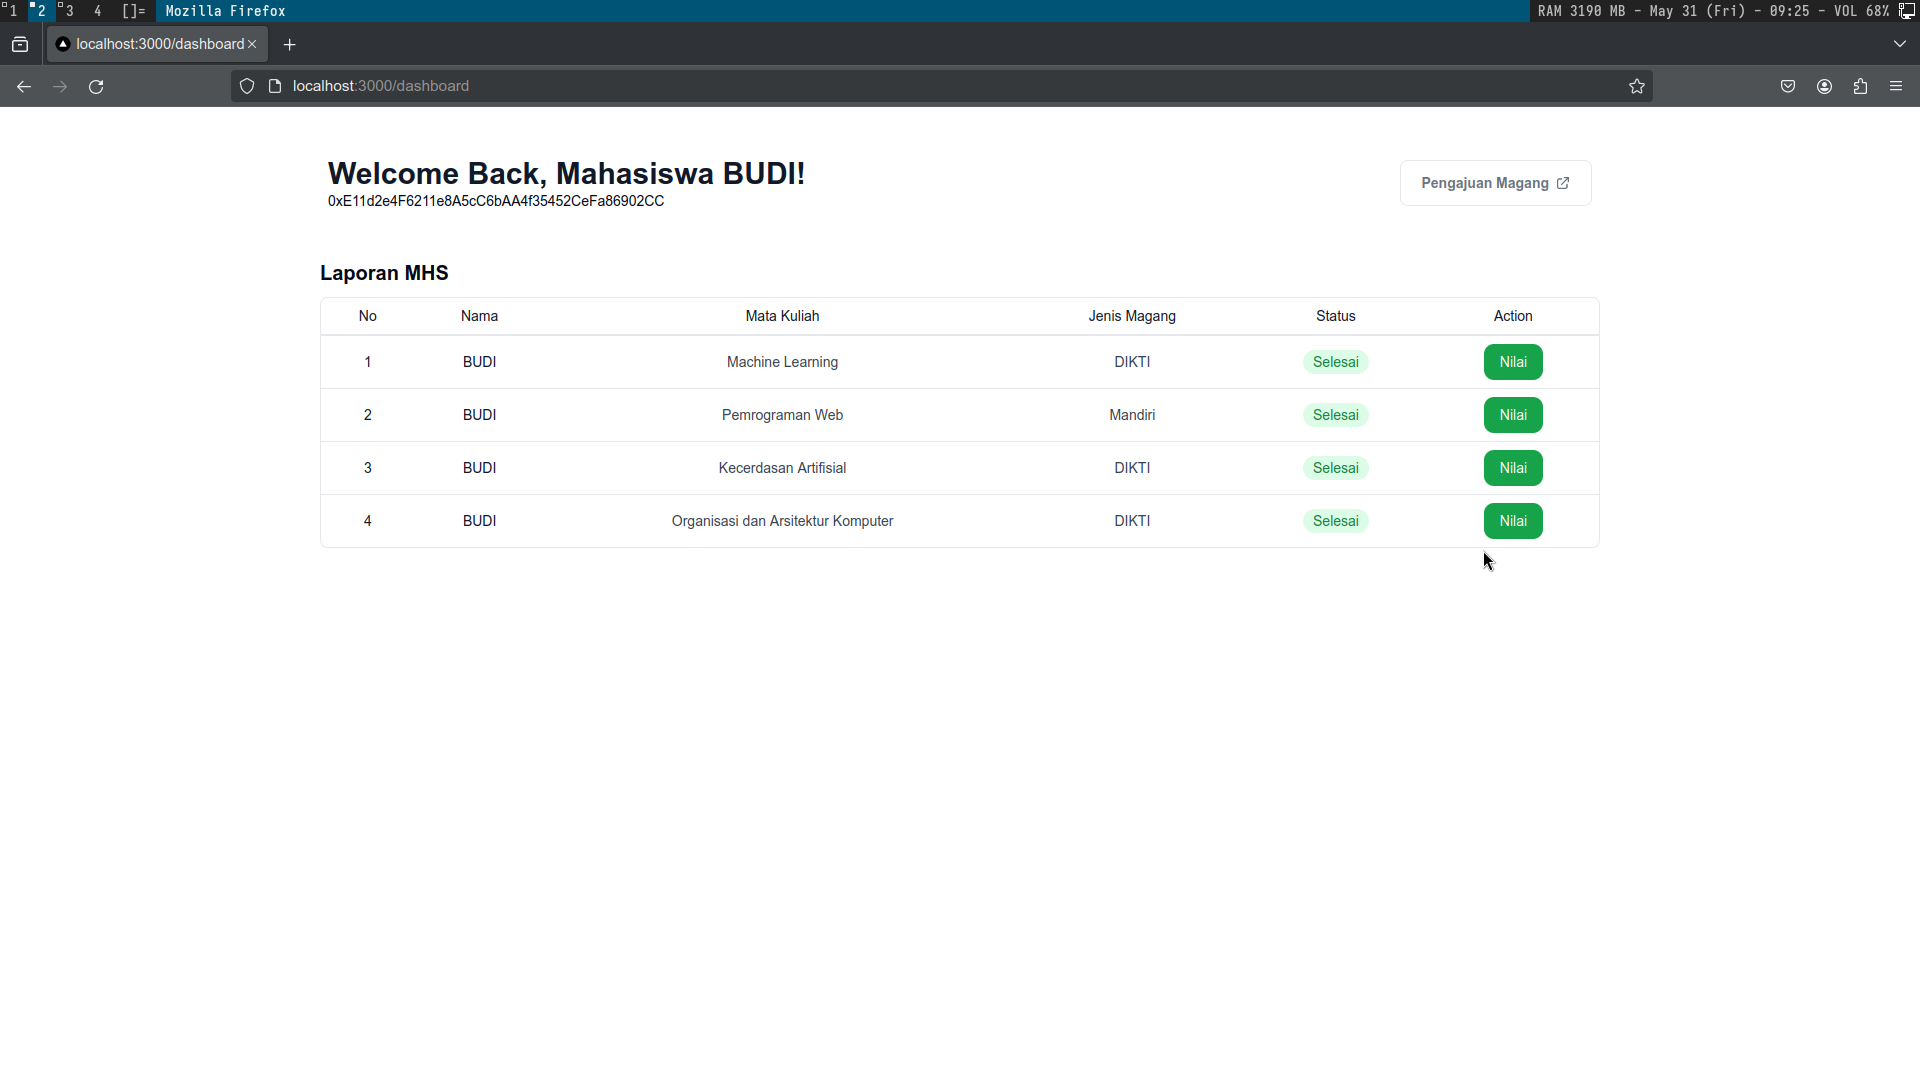 1 2 3 4 []= Mozilla Firefox RAM 3190 MB - May 31 (Fri) - 09:25 - VOL 68%
localhost:3000/dashboard
localhost:3000/dashboard
Welcome Back, Mahasiswa BUDI!
0xE11d2e4F6211e8A5cC6bAA4f35452CeFa86902CC
Pengajuan Magang
Laporan MHS
No Nama Mata Kuliah Jenis Magang Status Action
1 BUDI Machine Learning DIKTI Selesai Nilai
2 BUDI Pemrograman Web Mandiri Selesai Nilai
3 BUDI Kecerdasan Artifisial DIKTI Selesai Nilai
4 BUDI Organisasi dan Arsitektur Komputer DIKTI Selesai Nilai